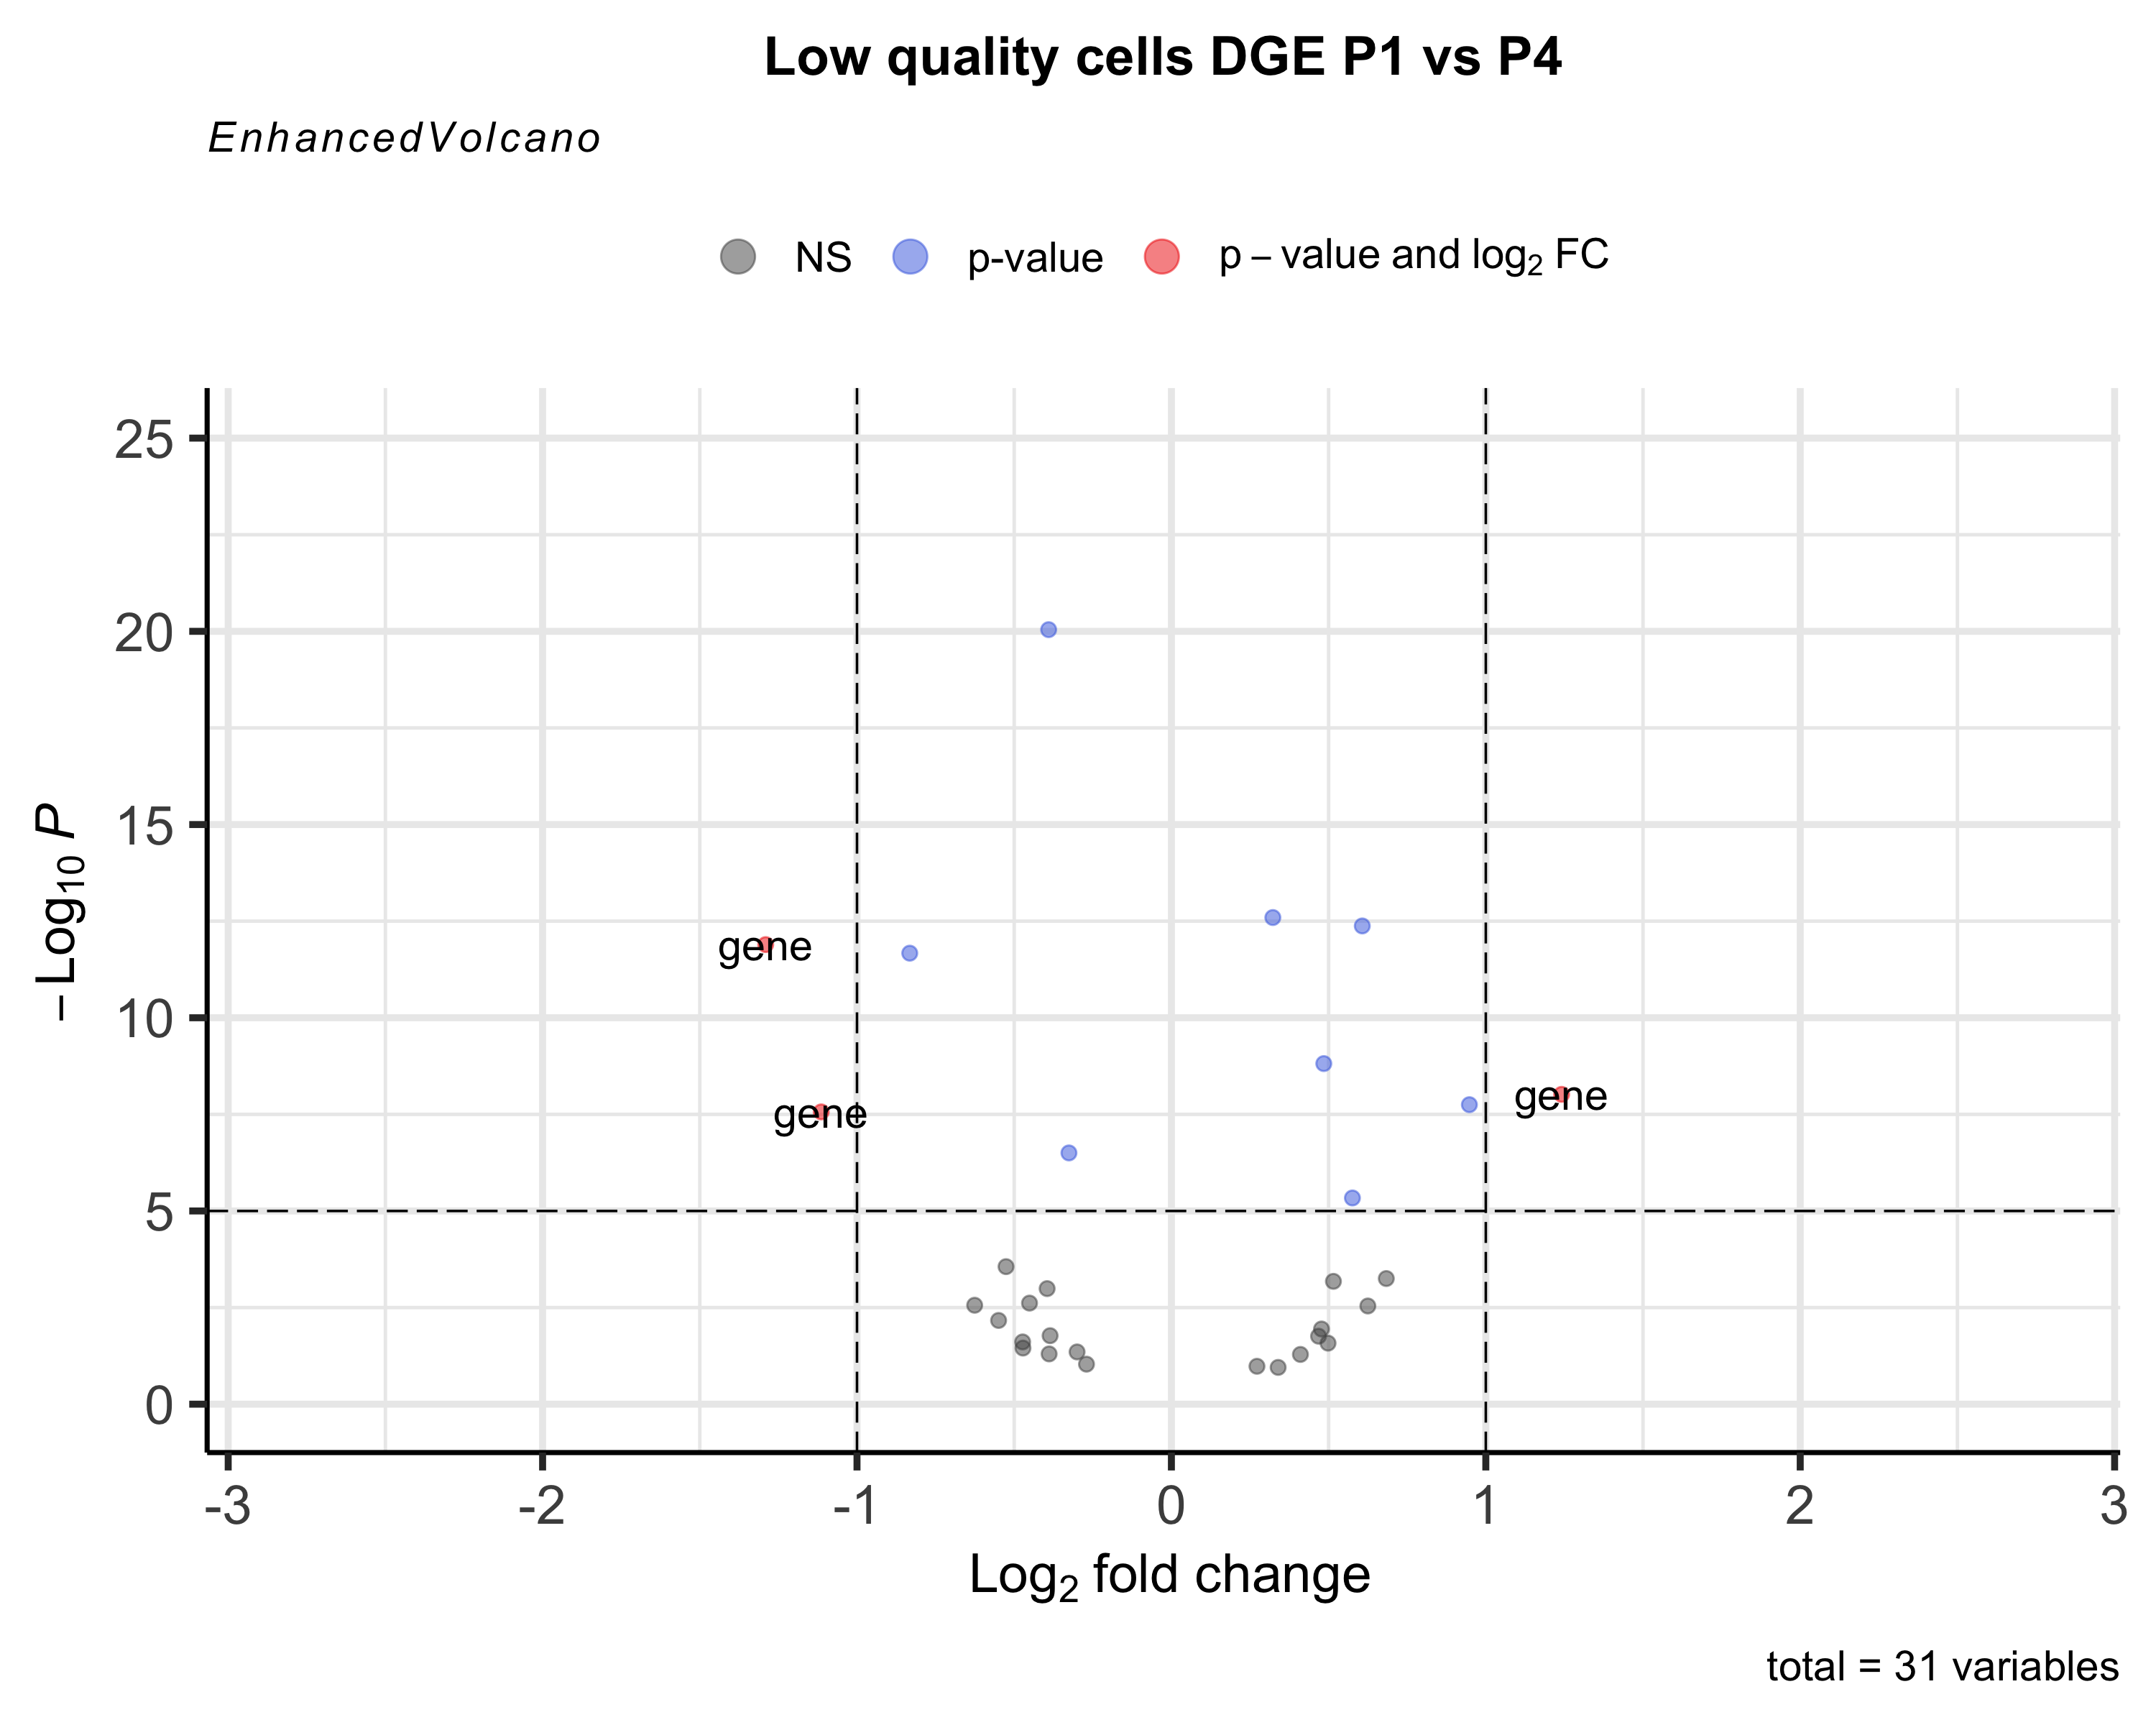 Low quality cells DGE P1 vs P4
EnhancedVolcano
NS p-value p – value and log2 FC
25
20
15
10
5
0
– Log10 P
gene
gene
gene
-3 -2 -1 0 1 2 3
Log2 fold change
total = 31 variables